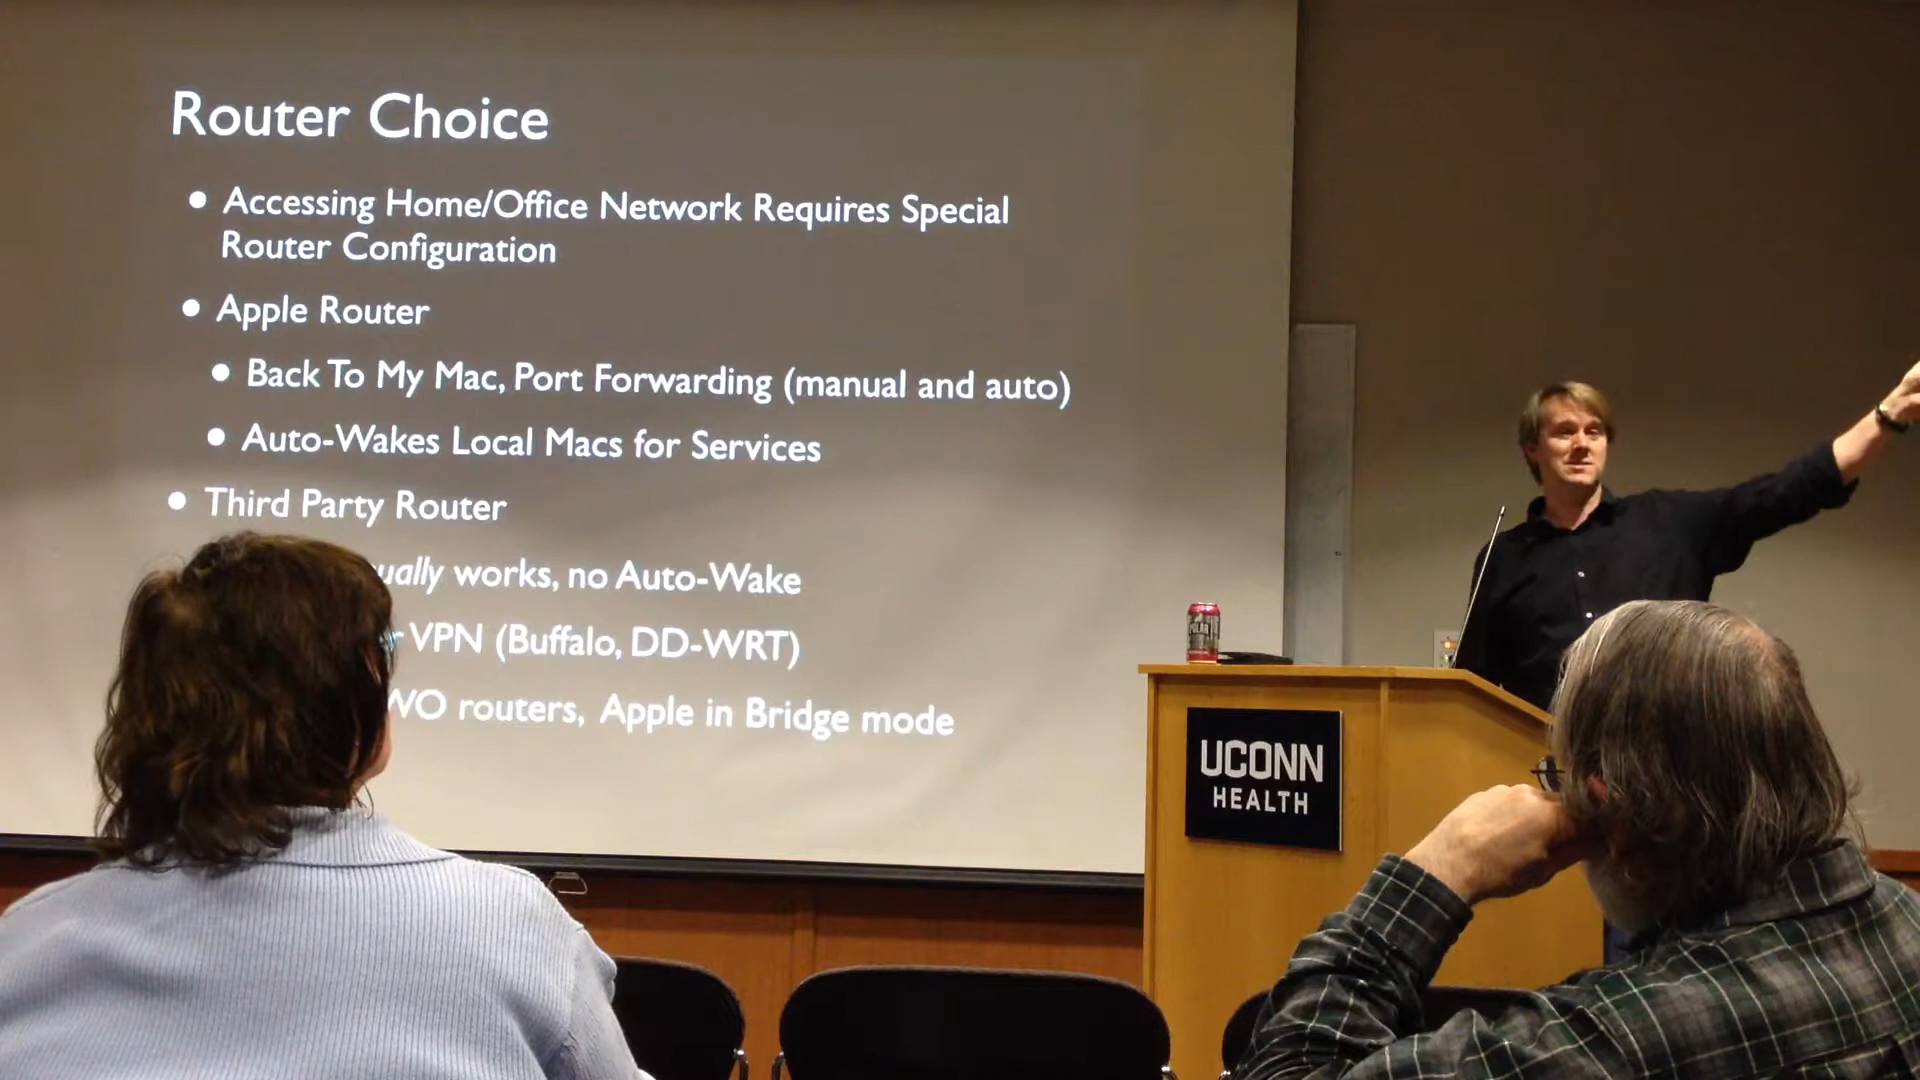 Router Choice
Accessing Home/Office Network Requires Special
Router Configuration
Apple Router
Back To My Mac, Port Forwarding (manual and auto)
Auto-Wakes Local Macs for Services
Third Party Router
works, no Auto-Wake
VPN (Buffalo, DD-WRT)
routers, Apple in Bridge mode
POLAR
UCONN
HEALTH